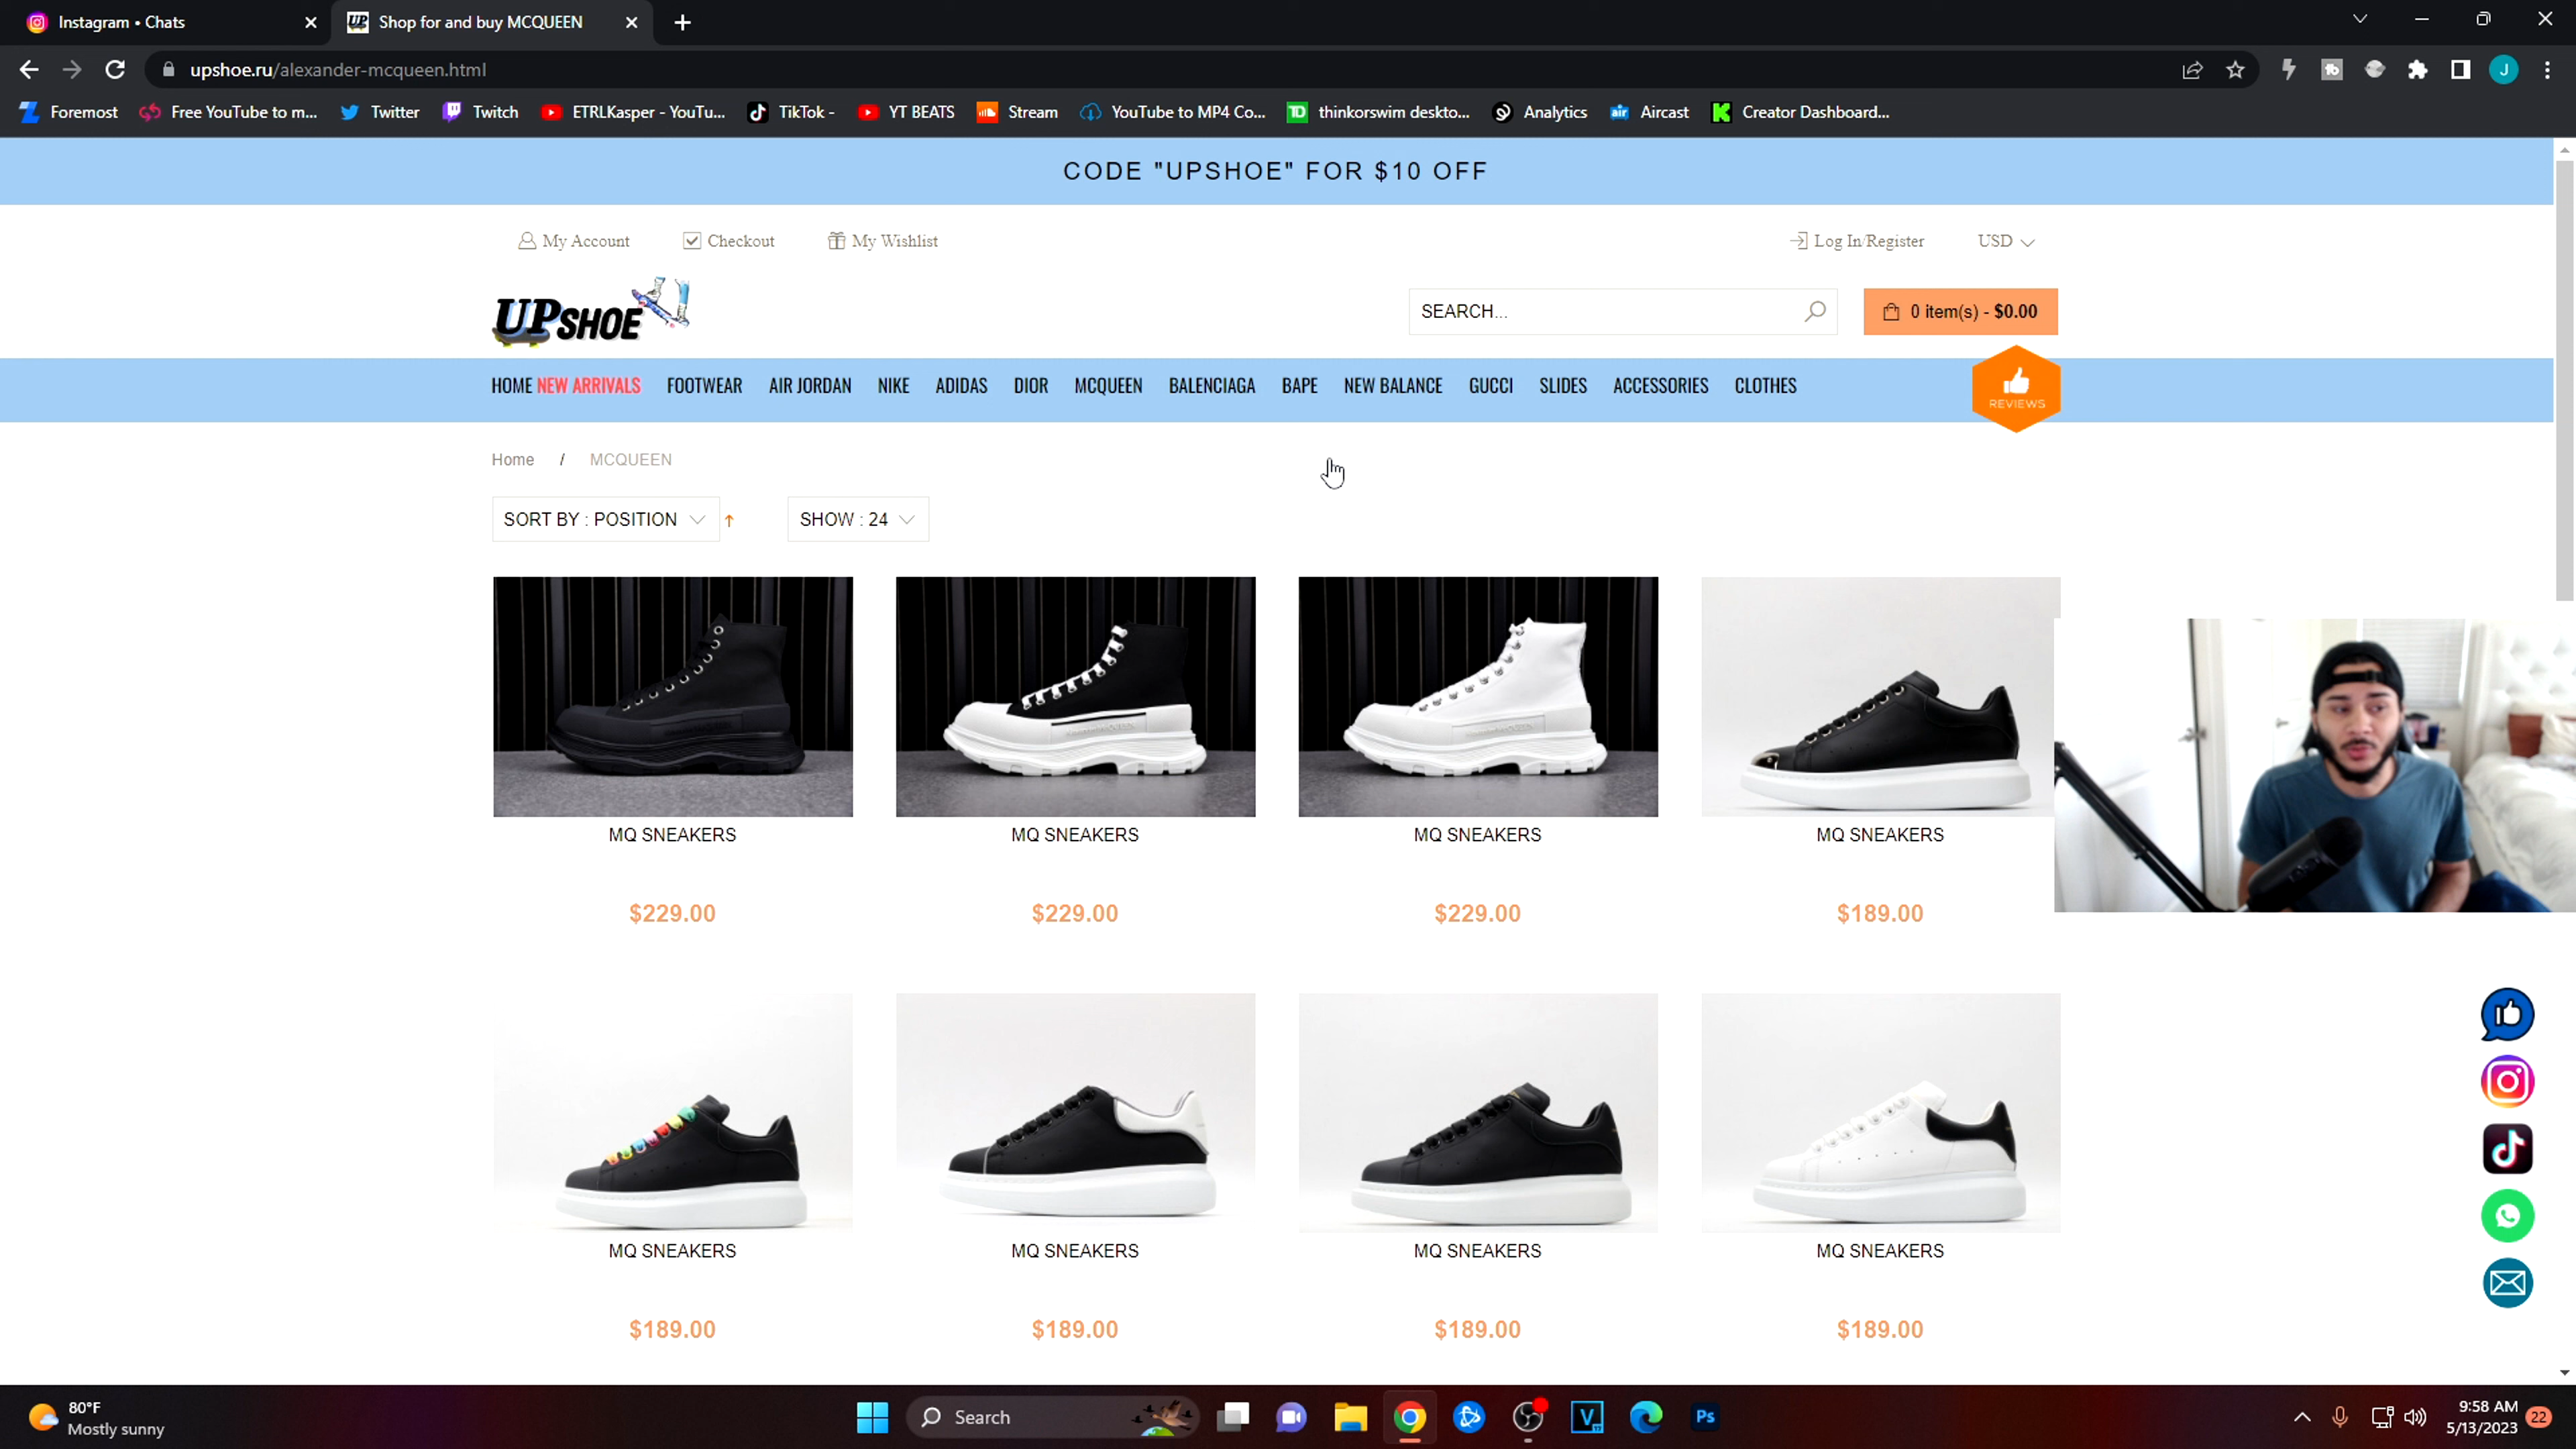 Instagram • Chats
Shop for and buy MCQUEEN
upshoe.ru/alexander-mcqueen.html
J
Foremost
Free YouTube to m...
Twitter
Twitch
ETRLKasper - YouTu...
TikTok -
YT BEATS
Stream
YouTube to MP4 Co...
thinkorswim deskto...
Analytics
Aircast
Creator Dashboard...
CODE "UPSHOE" FOR $10 OFF
My Account
Checkout
My Wishlist
Log In/Register
USD
UPSHOE
SEARCH...
0 item(s) - $0.00
HOME NEW ARRIVALS FOOTWEAR AIR JORDAN NIKE ADIDAS DIOR MCQUEEN BALENCIAGA BAPE NEW BALANCE GUCCI SLIDES ACCESSORIES CLOTHES
REVIEWS
Home / MCQUEEN
SORT BY : POSITION
SHOW : 24
MQ SNEAKERS
MQ SNEAKERS
MQ SNEAKERS
MQ SNEAKERS
$229.00
$229.00
$229.00
$189.00
MQ SNEAKERS
MQ SNEAKERS
MQ SNEAKERS
MQ SNEAKERS
$189.00
$189.00
$189.00
$189.00
80°F
Mostly sunny
Search
V
Ps
9:58 AM
5/13/2023
22